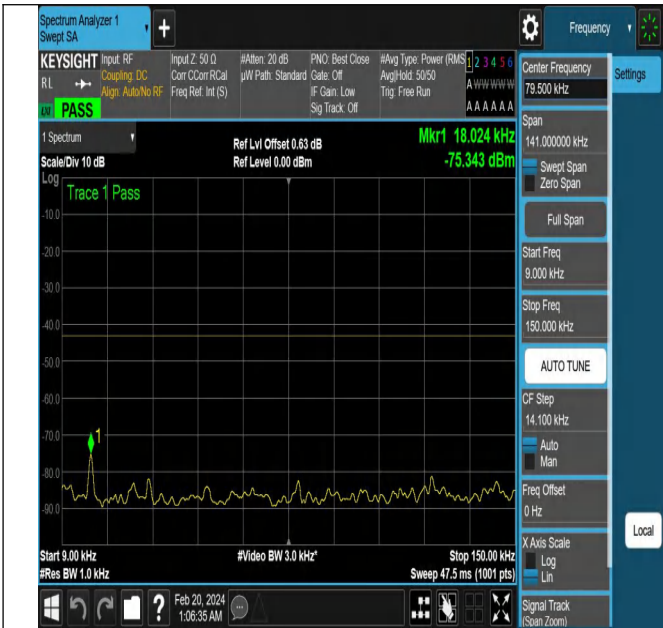 Spectrum Analyzer 1
Swept SA
Frequency
KEYSIGHT
RL
PASS
Input: RF
Coupling: DC
Align: Auto/No RF
Input Z: 50 Ω
Corr CCorr RCal
Freq Ref: Int (S)
#Atten: 20 dB
µW Path: Standard
PNO: Best Close
Gate: Off
IF Gain: Low
Sig Track: Off
#Avg Type: Power (RMS
Avg|Hold: 50/50
Trig: Free Run
1 2 3 4 5 6
A W W W W W
A A A A A A
1 Spectrum
Scale/Div 10 dB
Log
Ref Lvl Offset 0.63 dB
Ref Level 0.00 dBm
Mkr1 18.024 kHz
-75.343 dBm
Trace 1 Pass
-10.0
-20.0
-30.0
-40.0
-50.0
-60.0
-70.0
-80.0
-90.0
1
Start 9.00 kHz
#Res BW 1.0 kHz
#Video BW 3.0 kHz*
Stop 150.00 kHz
Sweep 47.5 ms (1001 pts)
Center Frequency
79.500 kHz
Settings
Span
141.000000 kHz
Swept Span
Zero Span
Full Span
Start Freq
9.000 kHz
Stop Freq
150.000 kHz
AUTO TUNE
CF Step
14.100 kHz
Auto
Man
Freq Offset
0 Hz
Local
X Axis Scale
Log
Lin
Signal Track
(Span Zoom)
?
Feb 20, 2024
1:06:35 AM